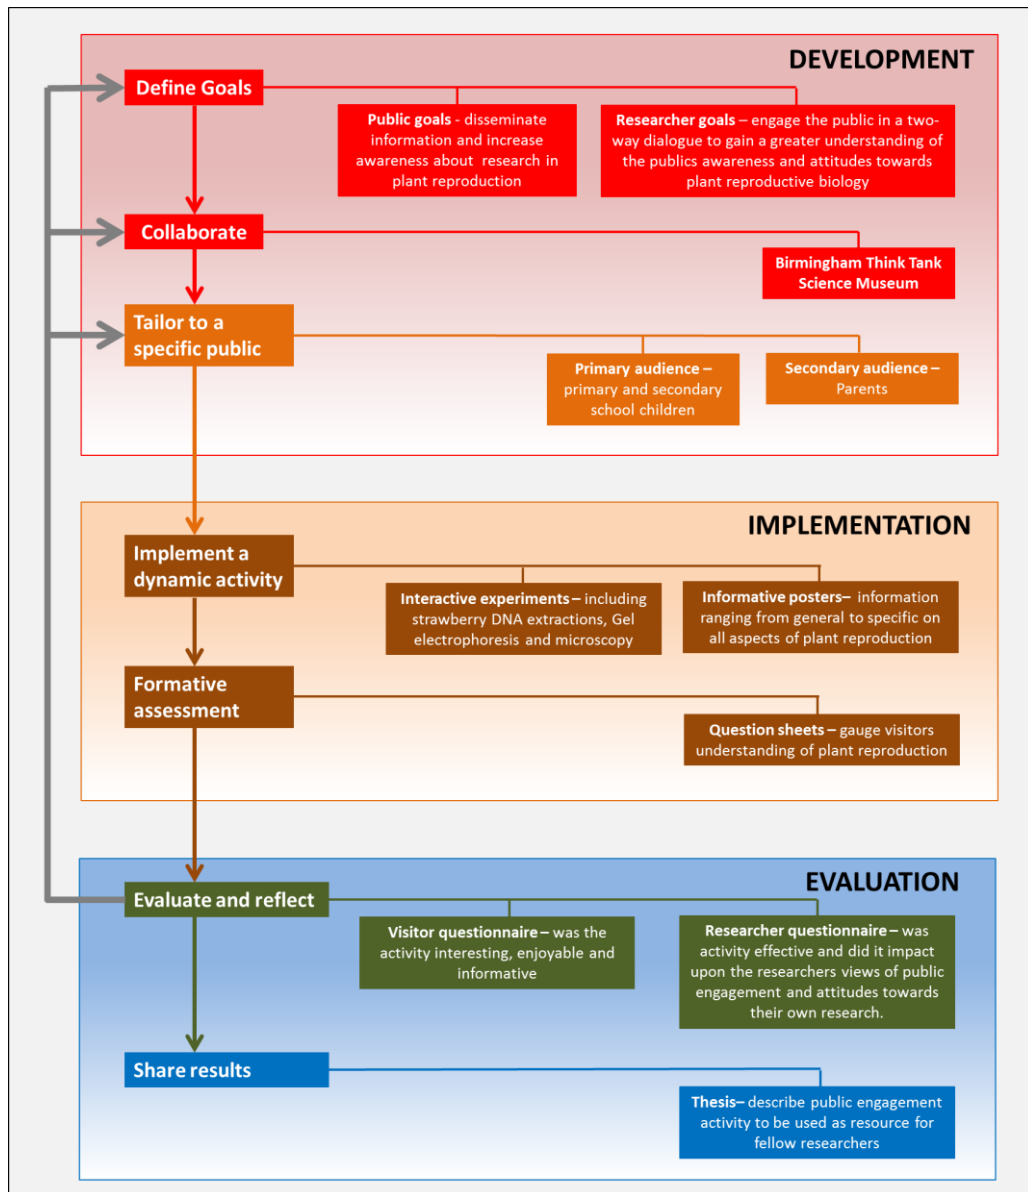 DEVELOPMENT
Define Goals
Public goals - disseminate
information and increase
awareness about research in
plant reproduction
Researcher goals – engage the public in a two-
way dialogue to gain a greater understanding of
the publics awareness and attitudes towards
plant reproductive biology
Collaborate
Birmingham Think Tank
Science Museum
Tailor to a
specific public
Primary audience –
primary and secondary
school children
Secondary audience –
Parents
IMPLEMENTATION
Implement a
dynamic activity
Interactive experiments – including
strawberry DNA extractions, Gel
electrophoresis and microscopy
Informative posters– information
ranging from general to specific on
all aspects of plant reproduction
Formative
assessment
Question sheets – gauge visitors
understanding of plant reproduction
EVALUATION
Evaluate and reflect
Visitor questionnaire – was the
activity interesting, enjoyable and
informative
Researcher questionnaire – was
activity effective and did it impact
upon the researchers views of public
engagement and attitudes towards
their own research.
Share results
Thesis– describe public engagement
activity to be used as resource for
fellow researchers